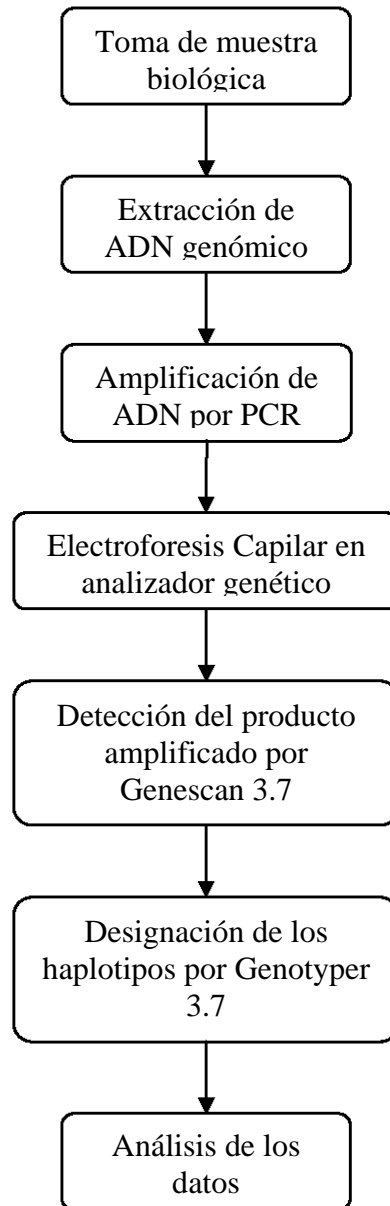 Toma de muestra
biológica
Extracción de
ADN genómico
Amplificación de
ADN por PCR
Electroforesis Capilar en
analizador genético
Detección del producto
amplificado por
Genescan 3.7
Designación de los
haplotipos por Genotyper
3.7
Análisis de los
datos